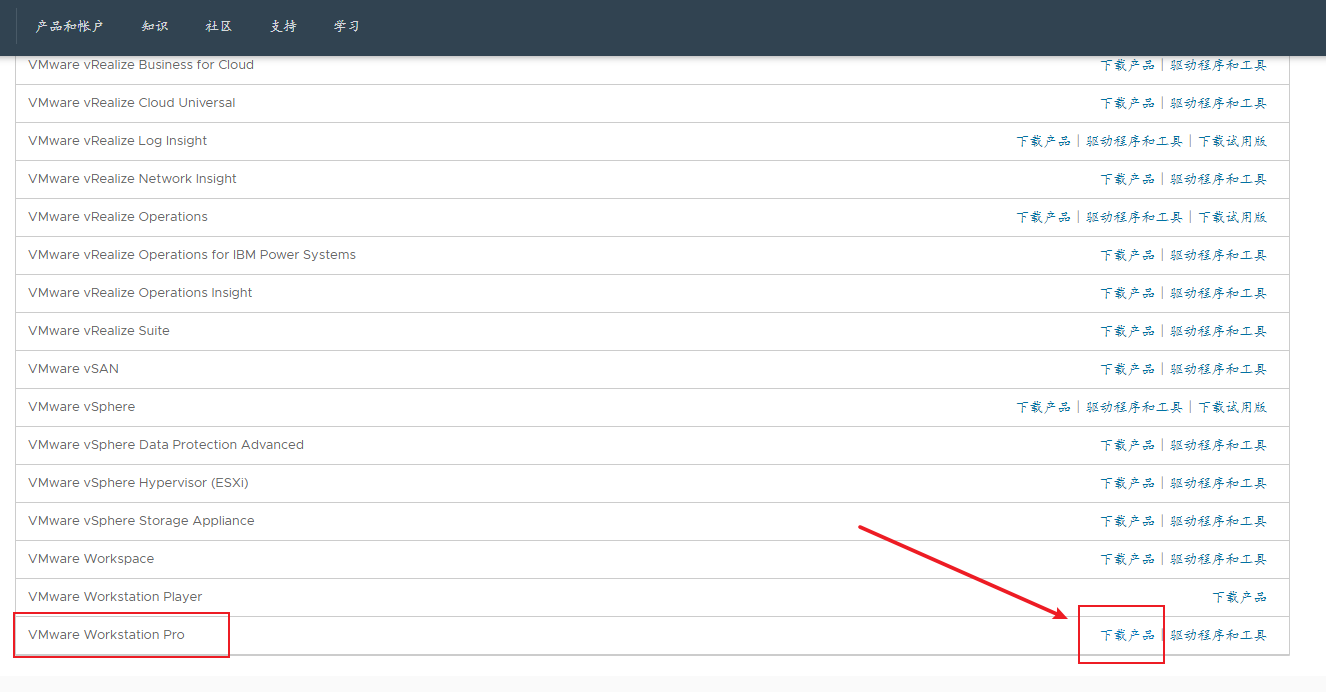 产品和帐户 知识 社区 支持 学习
VMware vRealize Business for Cloud 下载产品 | 驱动程序和工具
VMware vRealize Cloud Universal 下载产品 | 驱动程序和工具
VMware vRealize Log Insight 下载产品 | 驱动程序和工具 | 下载试用版
VMware vRealize Network Insight 下载产品 | 驱动程序和工具
VMware vRealize Operations 下载产品 | 驱动程序和工具 | 下载试用版
VMware vRealize Operations for IBM Power Systems 下载产品 | 驱动程序和工具
VMware vRealize Operations Insight 下载产品 | 驱动程序和工具
VMware vRealize Suite 下载产品 | 驱动程序和工具
VMware vSAN 下载产品 | 驱动程序和工具
VMware vSphere 下载产品 | 驱动程序和工具 | 下载试用版
VMware vSphere Data Protection Advanced 下载产品 | 驱动程序和工具
VMware vSphere Hypervisor (ESXi) 下载产品 | 驱动程序和工具
VMware vSphere Storage Appliance 下载产品 | 驱动程序和工具
VMware Workspace 下载产品 | 驱动程序和工具
VMware Workstation Player 下载产品
VMware Workstation Pro 下载产品 | 驱动程序和工具